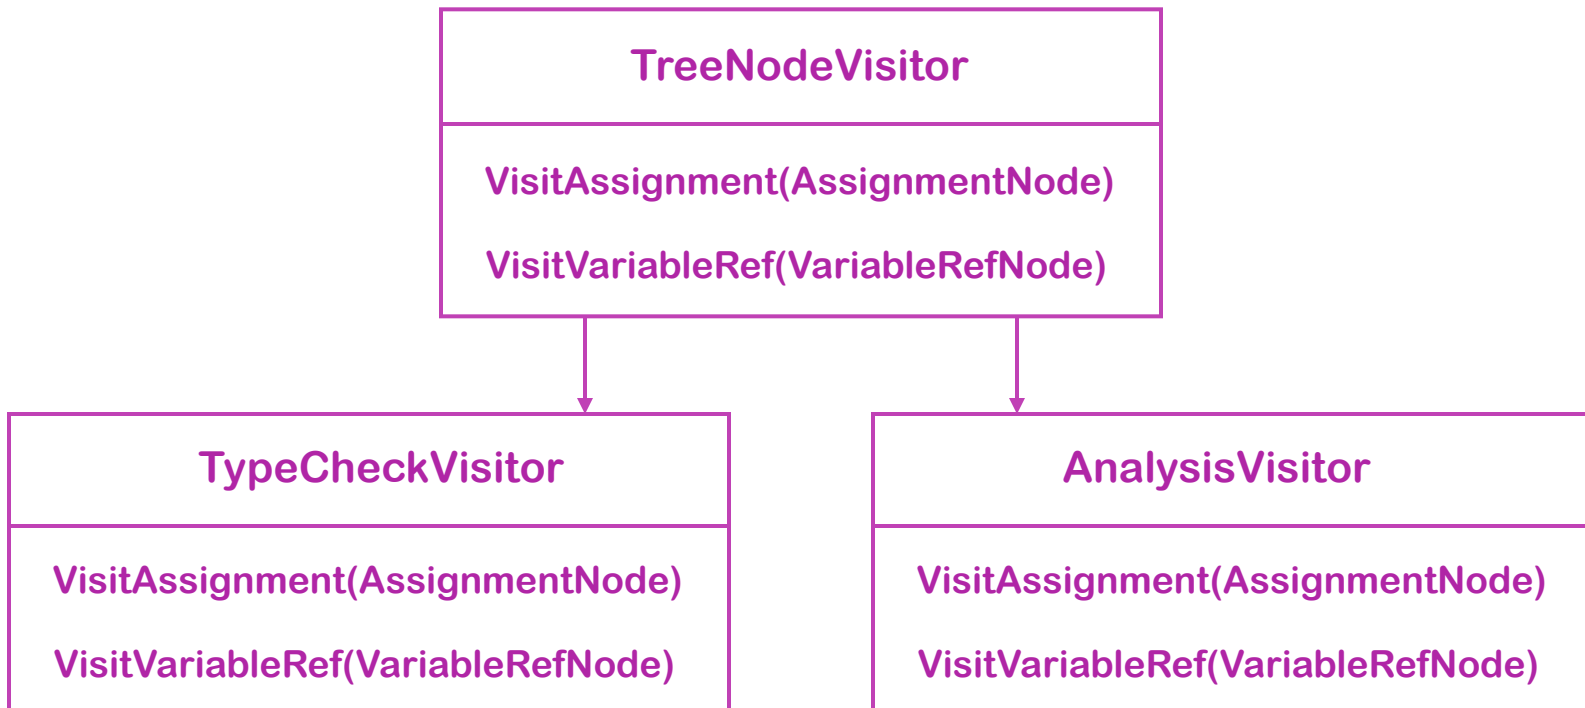 TreeNodeVisitor
VisitAssignment(AssignmentNode)
VisitVariableRef(VariableRefNode)
TypeCheckVisitor
VisitAssignment(AssignmentNode)
VisitVariableRef(VariableRefNode)
AnalysisVisitor
VisitAssignment(AssignmentNode)
VisitVariableRef(VariableRefNode)